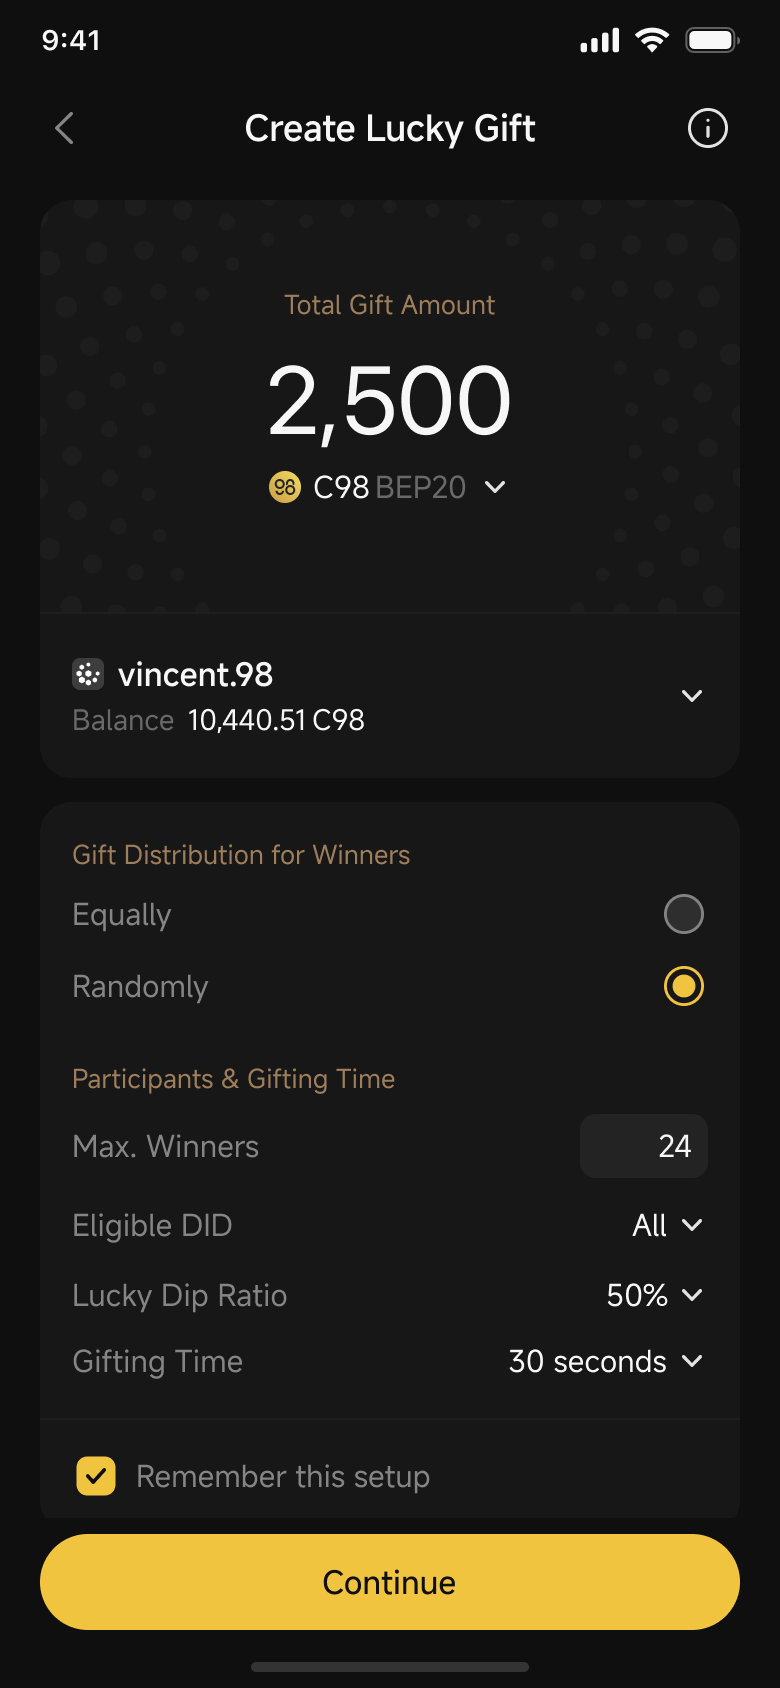 9:41
Create Lucky Gift
Total Gift Amount
2,500
98 C98 BEP20
vincent.98
Balance 10,440.51 C98
Gift Distribution for Winners
Equally
Randomly
Participants & Gifting Time
Max. Winners 24
Eligible DID All
Lucky Dip Ratio 50%
Gifting Time 30 seconds
Remember this setup
Continue